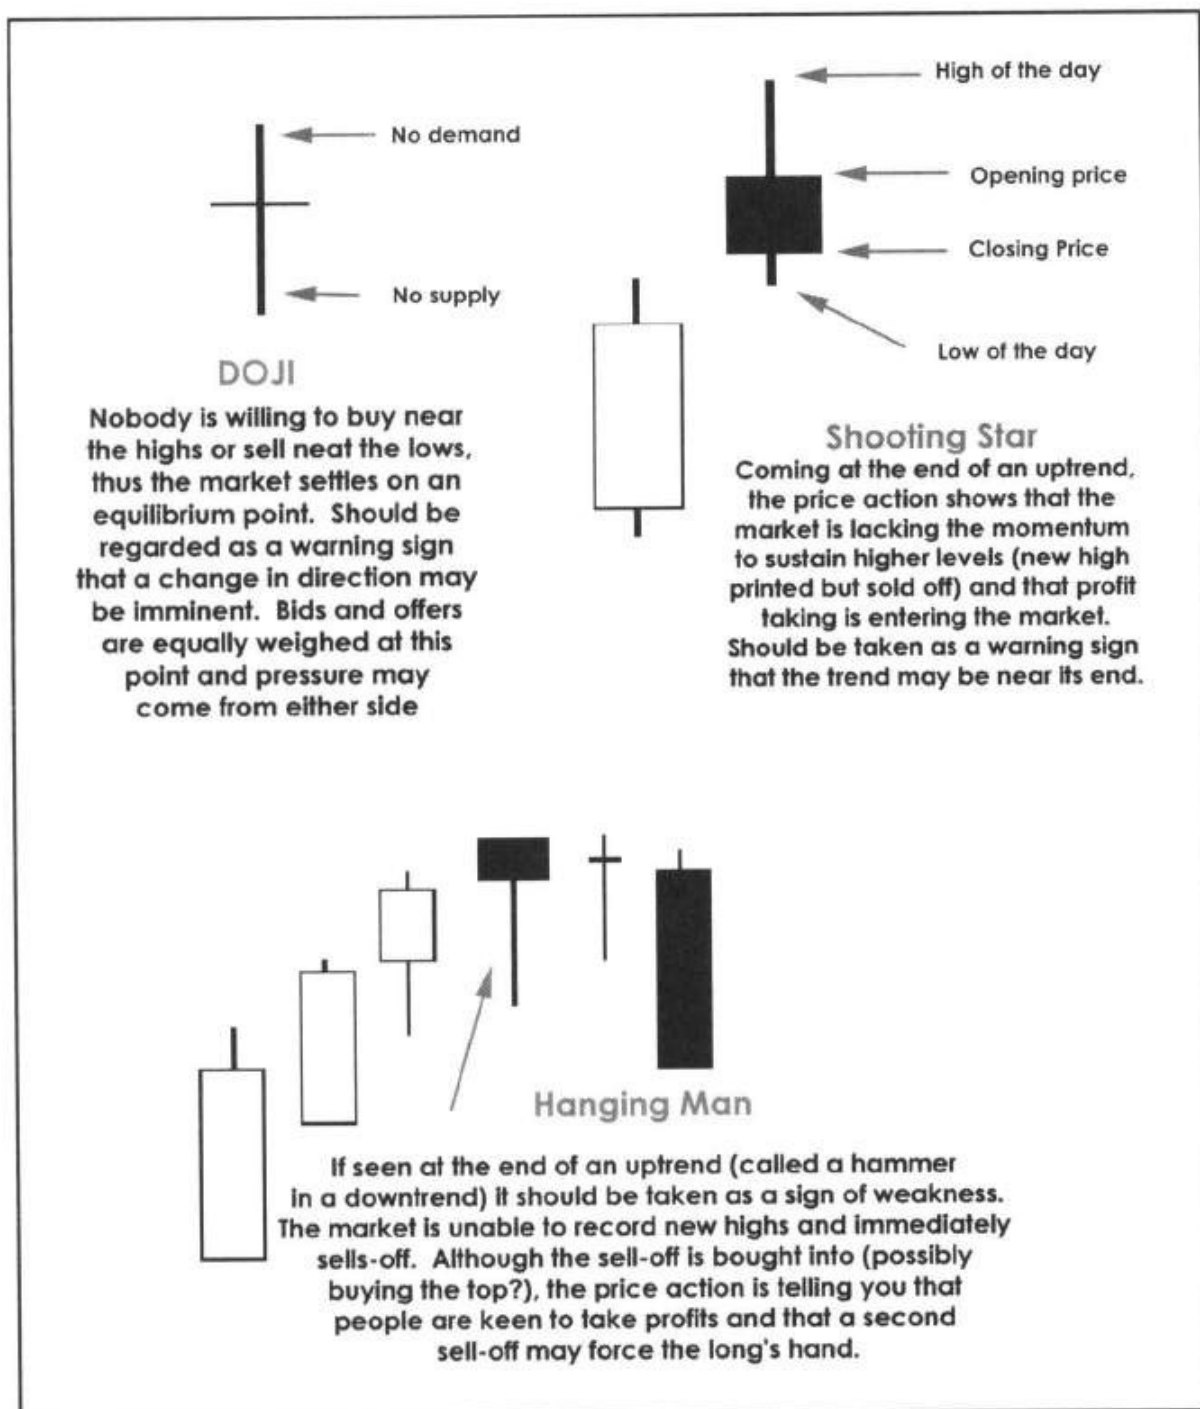 No demand
No supply
DOJI
Nobody is willing to buy near
the highs or sell neat the lows,
thus the market settles on an
equilibrium point. Should be
regarded as a warning sign
that a change in direction may
be imminent. Bids and offers
are equally weighed at this
point and pressure may
come from either side
High of the day
Opening price
Closing Price
Low of the day
Shooting Star
Coming at the end of an uptrend,
the price action shows that the
market is lacking the momentum
to sustain higher levels (new high
printed but sold off) and that profit
taking is entering the market.
Should be taken as a warning sign
that the trend may be near its end.
Hanging Man
If seen at the end of an uptrend (called a hammer
in a downtrend) it should be taken as a sign of weakness.
The market is unable to record new highs and immediately
sells-off. Although the sell-off is bought into (possibly
buying the top?), the price action is telling you that
people are keen to take profits and that a second
sell-off may force the long's hand.